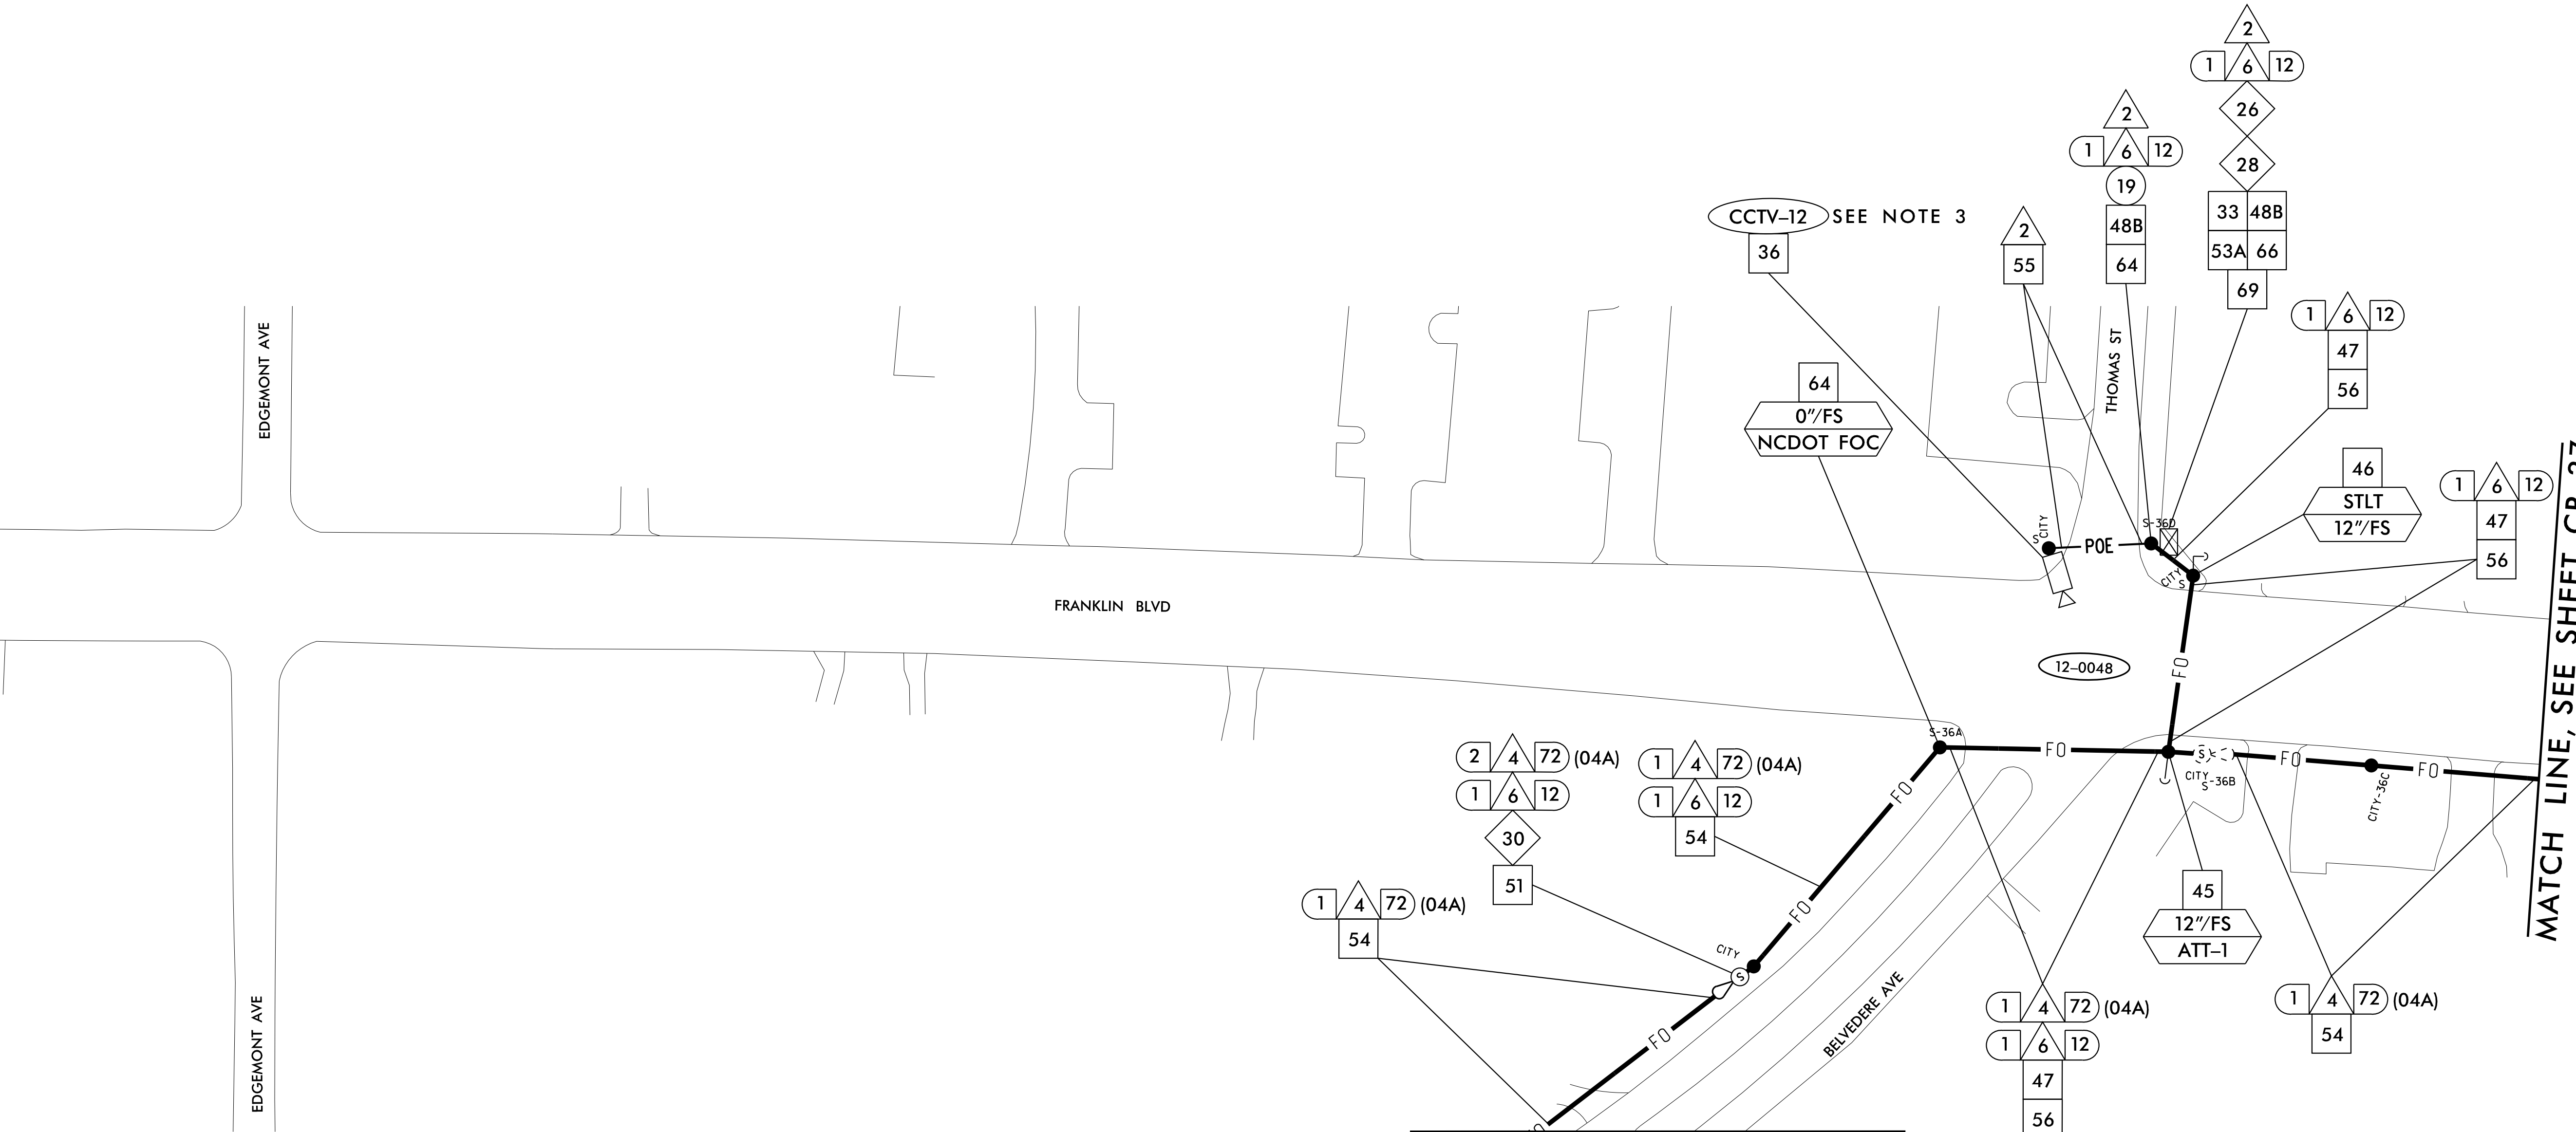 2
1 6 12
26
28
33 48B
53A 66
69
2
1 6 12
19
48B
64
CCTV–12 SEE NOTE 3
36
2
55
1 6 12
47
56
64
0"/FS
NCDOT FOC
46
STLT
12"/FS
1 6 12
47
56
EDGEMONT AVE
THOMAS ST
S-36D
CITY
S
POE
CITY
S
FRANKLIN BLVD
FO
12–0048
S-36A
FO
S
CITY
S-36B
FO
CITY-36C
FO
MATCH LINE, SEE SHEET CP 37
2 4 72 (04A)
1 6 12
30
51
1 4 72 (04A)
1 6 12
54
FO
FO
1 4 72 (04A)
54
CITY
S
FO
45
12"/FS
ATT–1
BELVEDERE AVE
EDGEMONT AVE
1 4 72 (04A)
1 6 12
47
56
1 4 72 (04A)
54